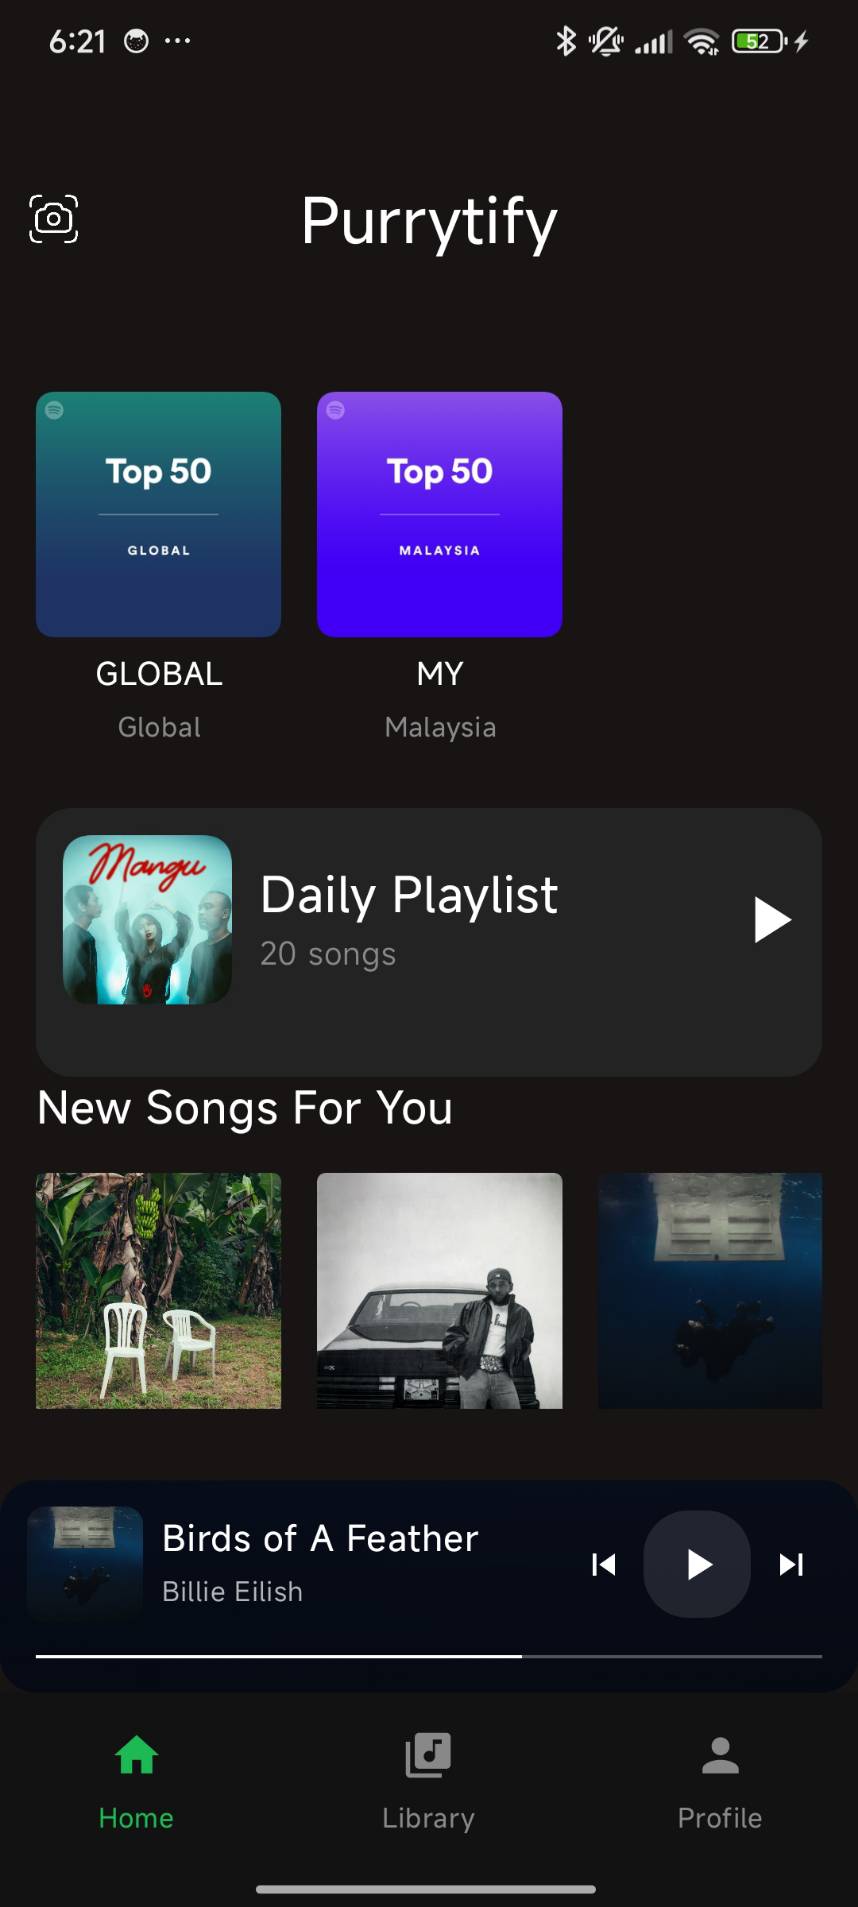 6:21
52
Purrytify
Top 50
GLOBAL
Top 50
MALAYSIA
GLOBAL
Global
MY
Malaysia
Mangu
Daily Playlist
20 songs
New Songs For You
Birds of A Feather
Billie Eilish
Home
Library
Profile